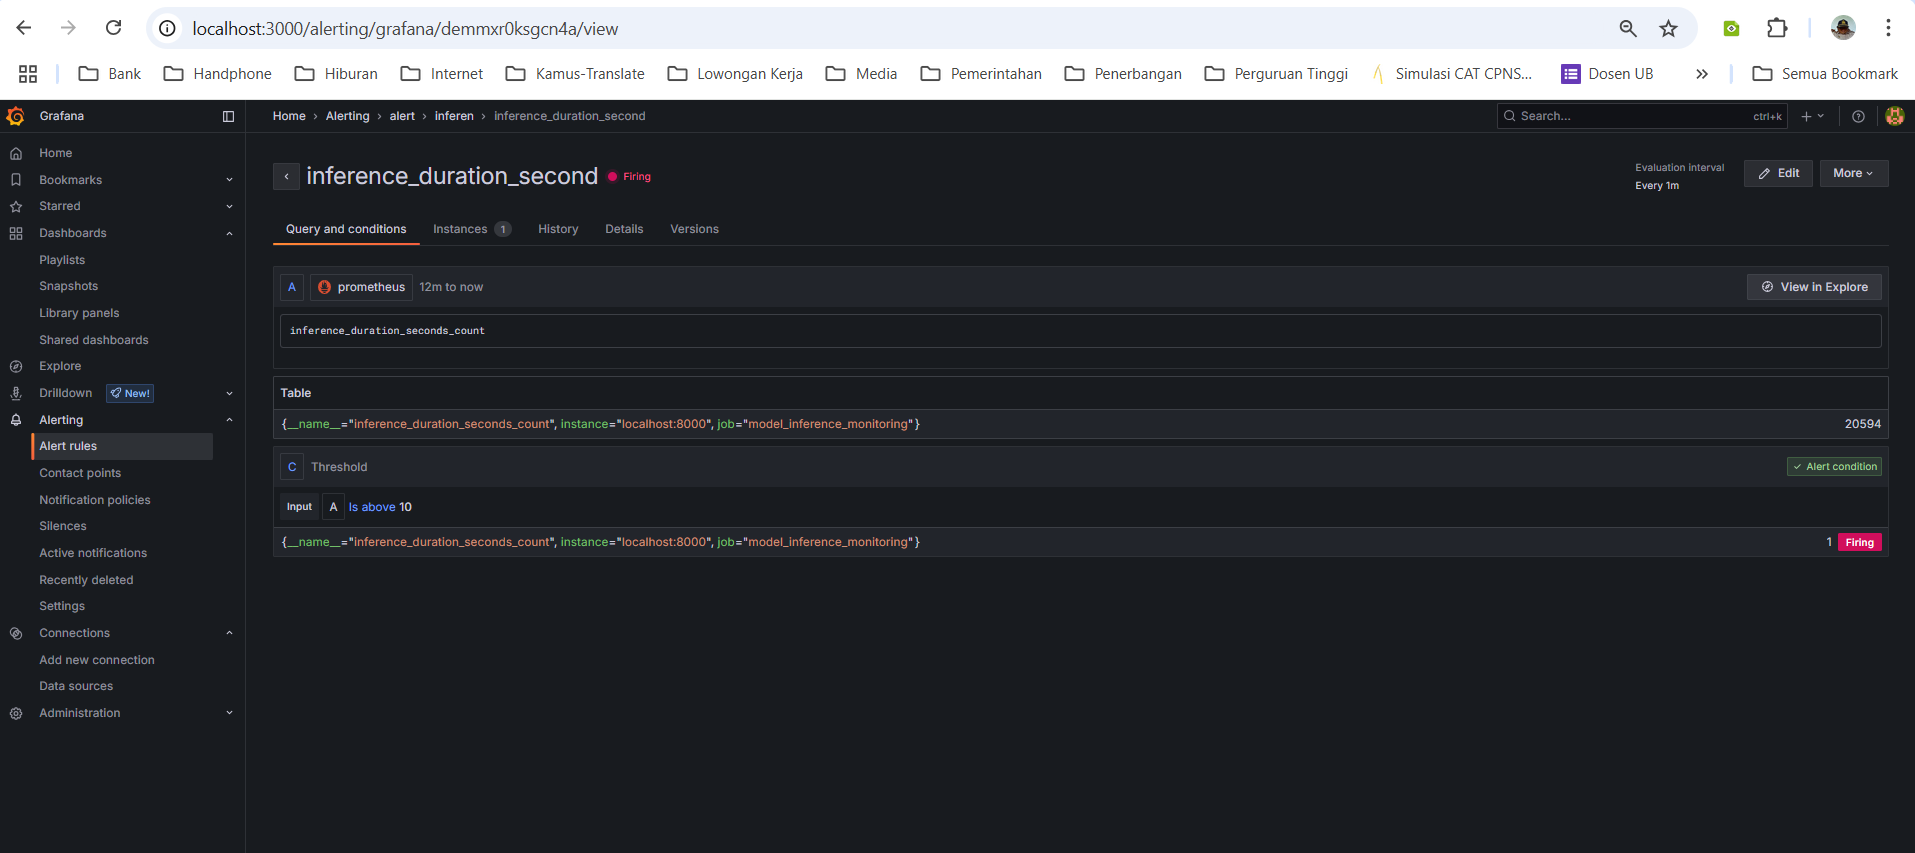 localhost:3000/alerting/grafana/demmxr0ksgcn4a/view
Bank Handphone Hiburan Internet Kamus-Translate Lowongan Kerja Media Pemerintahan Penerbangan Perguruan Tinggi Simulasi CAT CPNS... Dosen UB Semua Bookmark
Grafana
Home › Alerting › alert › inferen › inference_duration_second
Search... ctrl+k
Home
Bookmarks
Starred
Dashboards
Playlists
Snapshots
Library panels
Shared dashboards
Explore
Drilldown New!
Alerting
Alert rules
Contact points
Notification policies
Silences
Active notifications
Recently deleted
Settings
Connections
Add new connection
Data sources
Administration
inference_duration_second Firing
Evaluation interval
Every 1m
Edit
More
Query and conditions Instances 1 History Details Versions
A prometheus 12m to now View in Explore
inference_duration_seconds_count
Table
{__name__="inference_duration_seconds_count", instance="localhost:8000", job="model_inference_monitoring"} 20594
C Threshold Alert condition
Input A Is above 10
{__name__="inference_duration_seconds_count", instance="localhost:8000", job="model_inference_monitoring"} 1 Firing